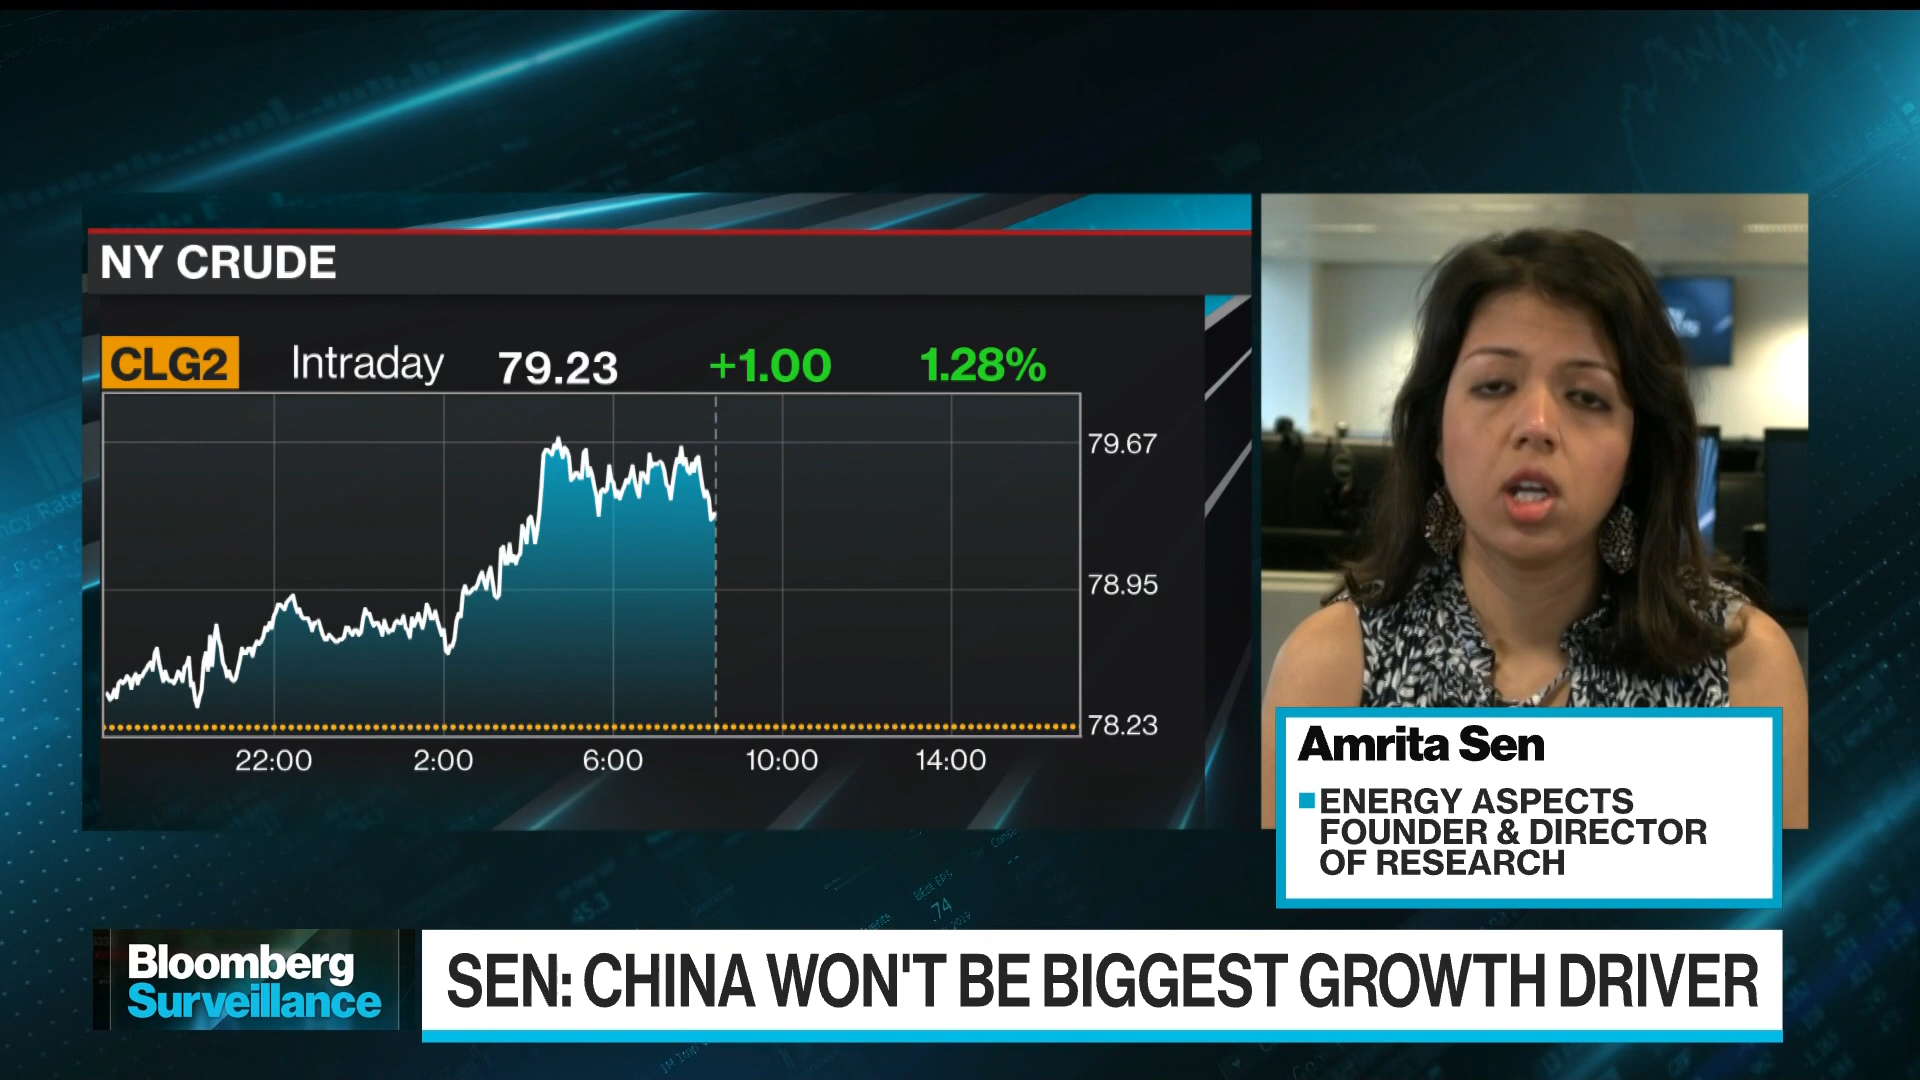 NY CRUDE
CLG2 Intraday 79.23 +1.00 1.28%
79.67
78.95
78.23
22:00 2:00 6:00 10:00 14:00
Amrita Sen
ENERGY ASPECTS
FOUNDER & DIRECTOR
OF RESEARCH
Bloomberg
Surveillance
SEN: CHINA WON'T BE BIGGEST GROWTH DRIVER